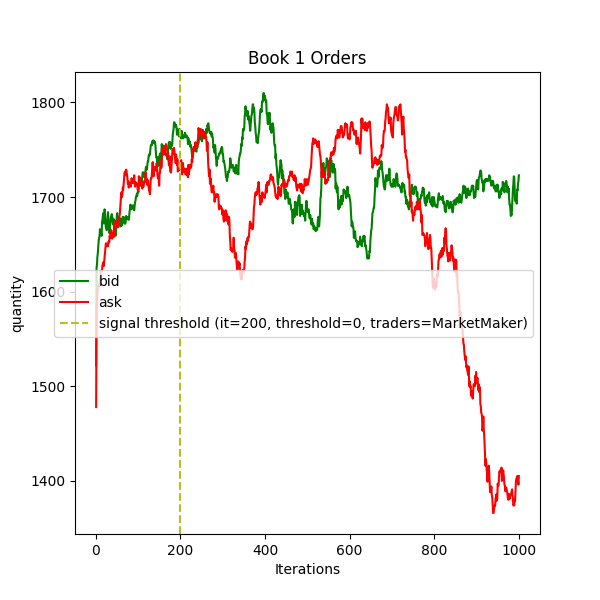 Book 1 Orders
1800
1700
1600
1500
1400
quantity
bid
ask
signal threshold (it=200, threshold=0, traders=MarketMaker)
0
200
400
600
800
1000
Iterations